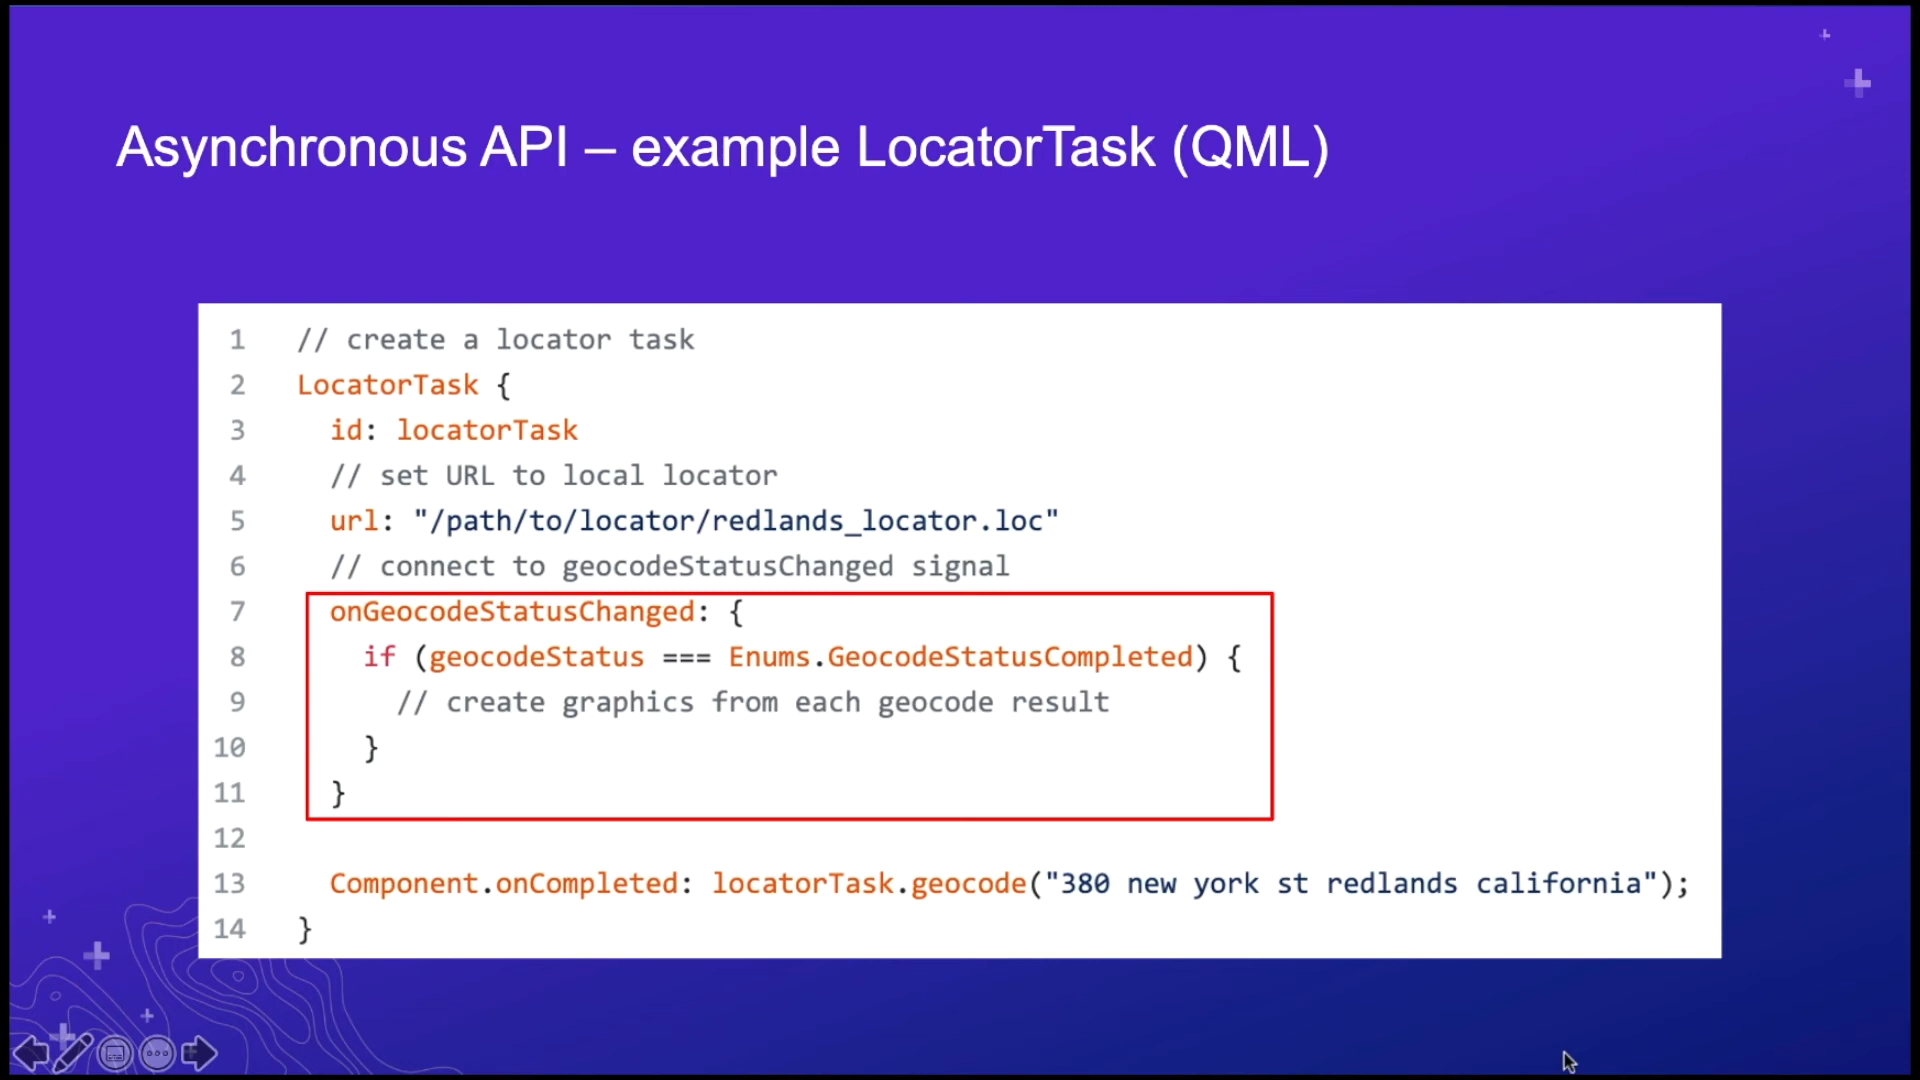 Asynchronous API – example LocatorTask (QML)
1 // create a locator task
2 LocatorTask {
3 id: locatorTask
4 // set URL to local locator
5 url: "/path/to/locator/redlands_locator.loc"
6 // connect to geocodeStatusChanged signal
7 onGeocodeStatusChanged: {
8 if (geocodeStatus === Enums.GeocodeStatusCompleted) {
9 // create graphics from each geocode result
10 }
11 }
12
13 Component.onCompleted: locatorTask.geocode("380 new york st redlands california");
14 }